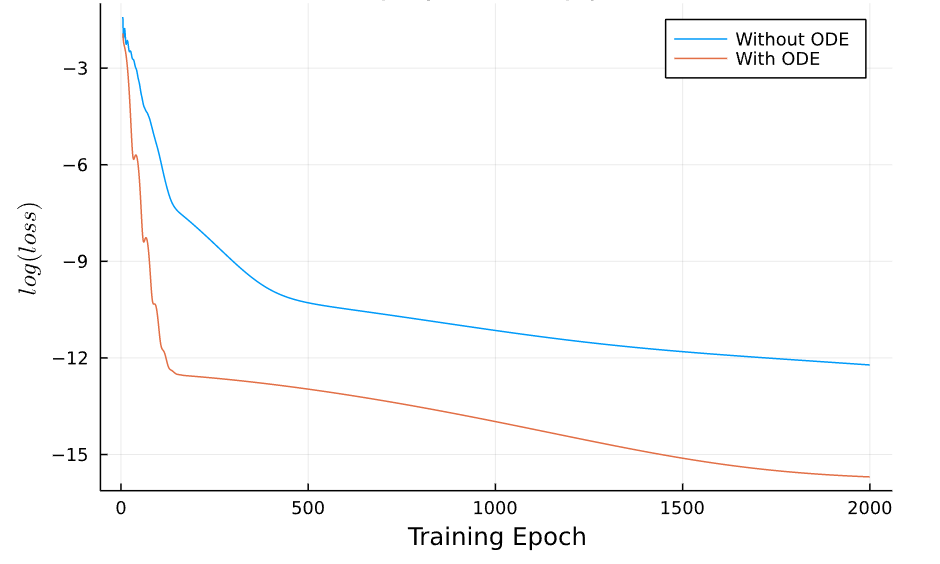 Without ODE
With ODE
−3
−6
−9
−12
−15
log(loss)
0 500 1000 1500 2000
Training Epoch